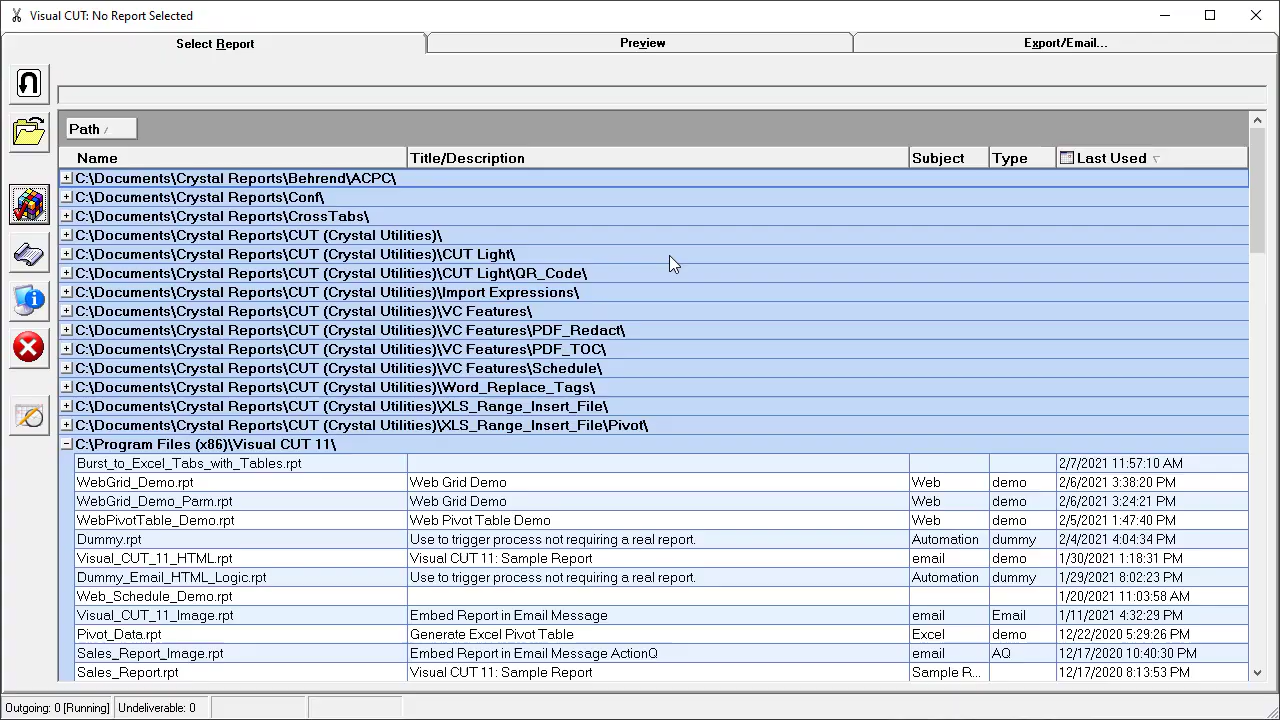 Visual CUT: No Report Selected
Select Report Preview Export/Email...
Path
Name Title/Description Subject Type Last Used
C:\Documents\Crystal Reports\Behrend\ACPC\
C:\Documents\Crystal Reports\Conf\
C:\Documents\Crystal Reports\CrossTabs\
C:\Documents\Crystal Reports\CUT (Crystal Utilities)\
C:\Documents\Crystal Reports\CUT (Crystal Utilities)\CUT Light\
C:\Documents\Crystal Reports\CUT (Crystal Utilities)\CUT Light\QR_Code\
C:\Documents\Crystal Reports\CUT (Crystal Utilities)\Import Expressions\
C:\Documents\Crystal Reports\CUT (Crystal Utilities)\VC Features\
C:\Documents\Crystal Reports\CUT (Crystal Utilities)\VC Features\PDF_Redact\
C:\Documents\Crystal Reports\CUT (Crystal Utilities)\VC Features\PDF_TOC\
C:\Documents\Crystal Reports\CUT (Crystal Utilities)\VC Features\Schedule\
C:\Documents\Crystal Reports\CUT (Crystal Utilities)\Word_Replace_Tags\
C:\Documents\Crystal Reports\CUT (Crystal Utilities)\XLS_Range_Insert_File\
C:\Documents\Crystal Reports\CUT (Crystal Utilities)\XLS_Range_Insert_File\Pivot\
C:\Program Files (x86)\Visual CUT 11\
Burst_to_Excel_Tabs_with_Tables.rpt 2/7/2021 11:57:10 AM
WebGrid_Demo.rpt Web Grid Demo Web demo 2/6/2021 3:38:20 PM
WebGrid_Demo_Parm.rpt Web Grid Demo Web demo 2/6/2021 3:24:21 PM
WebPivotTable_Demo.rpt Web Pivot Table Demo Web demo 2/5/2021 1:47:40 PM
Dummy.rpt Use to trigger process not requiring a real report. Automation dummy 2/4/2021 4:04:34 PM
Visual_CUT_11_HTML.rpt Visual CUT 11: Sample Report email demo 1/30/2021 1:18:31 PM
Dummy_Email_HTML_Logic.rpt Use to trigger process not requiring a real report. Automation dummy 1/29/2021 8:02:23 PM
Web_Schedule_Demo.rpt 1/20/2021 11:03:58 AM
Visual_CUT_11_Image.rpt Embed Report in Email Message email Email 1/11/2021 4:32:29 PM
Pivot_Data.rpt Generate Excel Pivot Table Excel demo 12/22/2020 5:29:26 PM
Sales_Report_Image.rpt Embed Report in Email Message ActionQ email AQ 12/17/2020 10:40:30 PM
Sales_Report.rpt Visual CUT 11: Sample Report Sample R... 12/17/2020 8:13:53 PM
Outgoing: 0 [Running] Undeliverable: 0